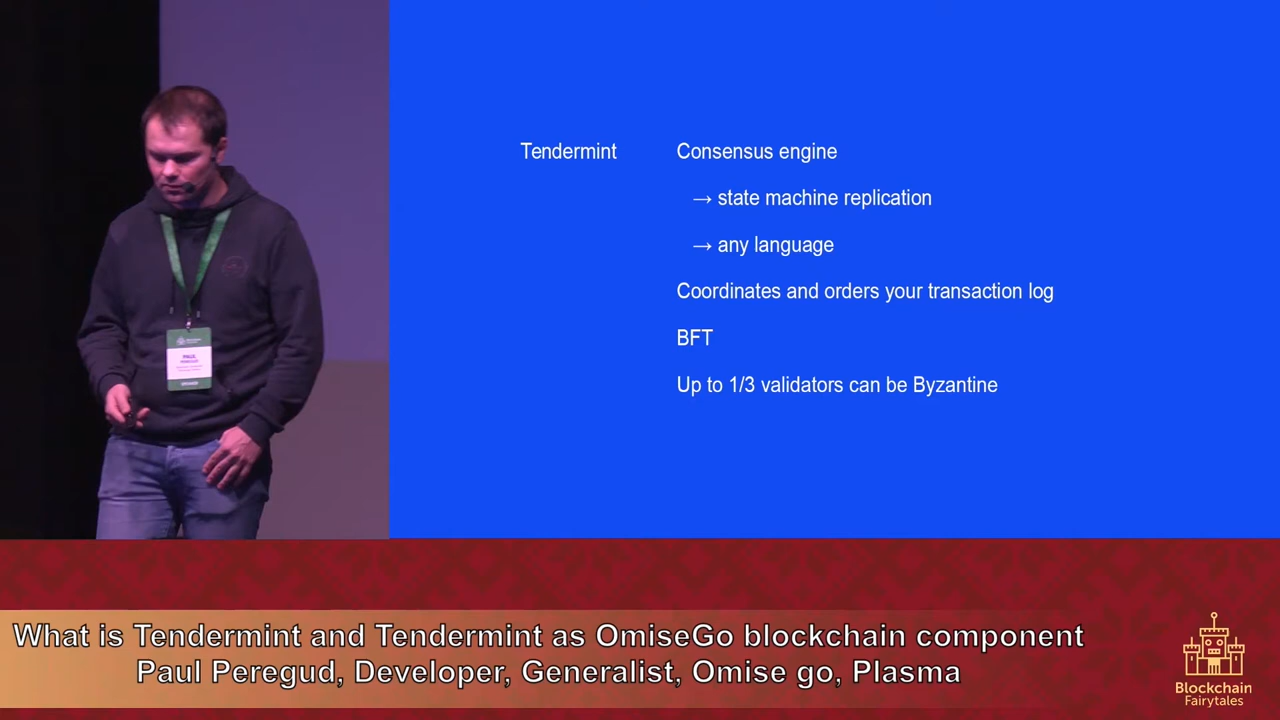 Tendermint
Consensus engine
→ state machine replication
→ any language
Coordinates and orders your transaction log
BFT
Up to 1/3 validators can be Byzantine
PAUL
What is Tendermint and Tendermint as OmiseGo blockchain component
Paul Peregud, Developer, Generalist, Omise go, Plasma
Blockchain
Fairytales